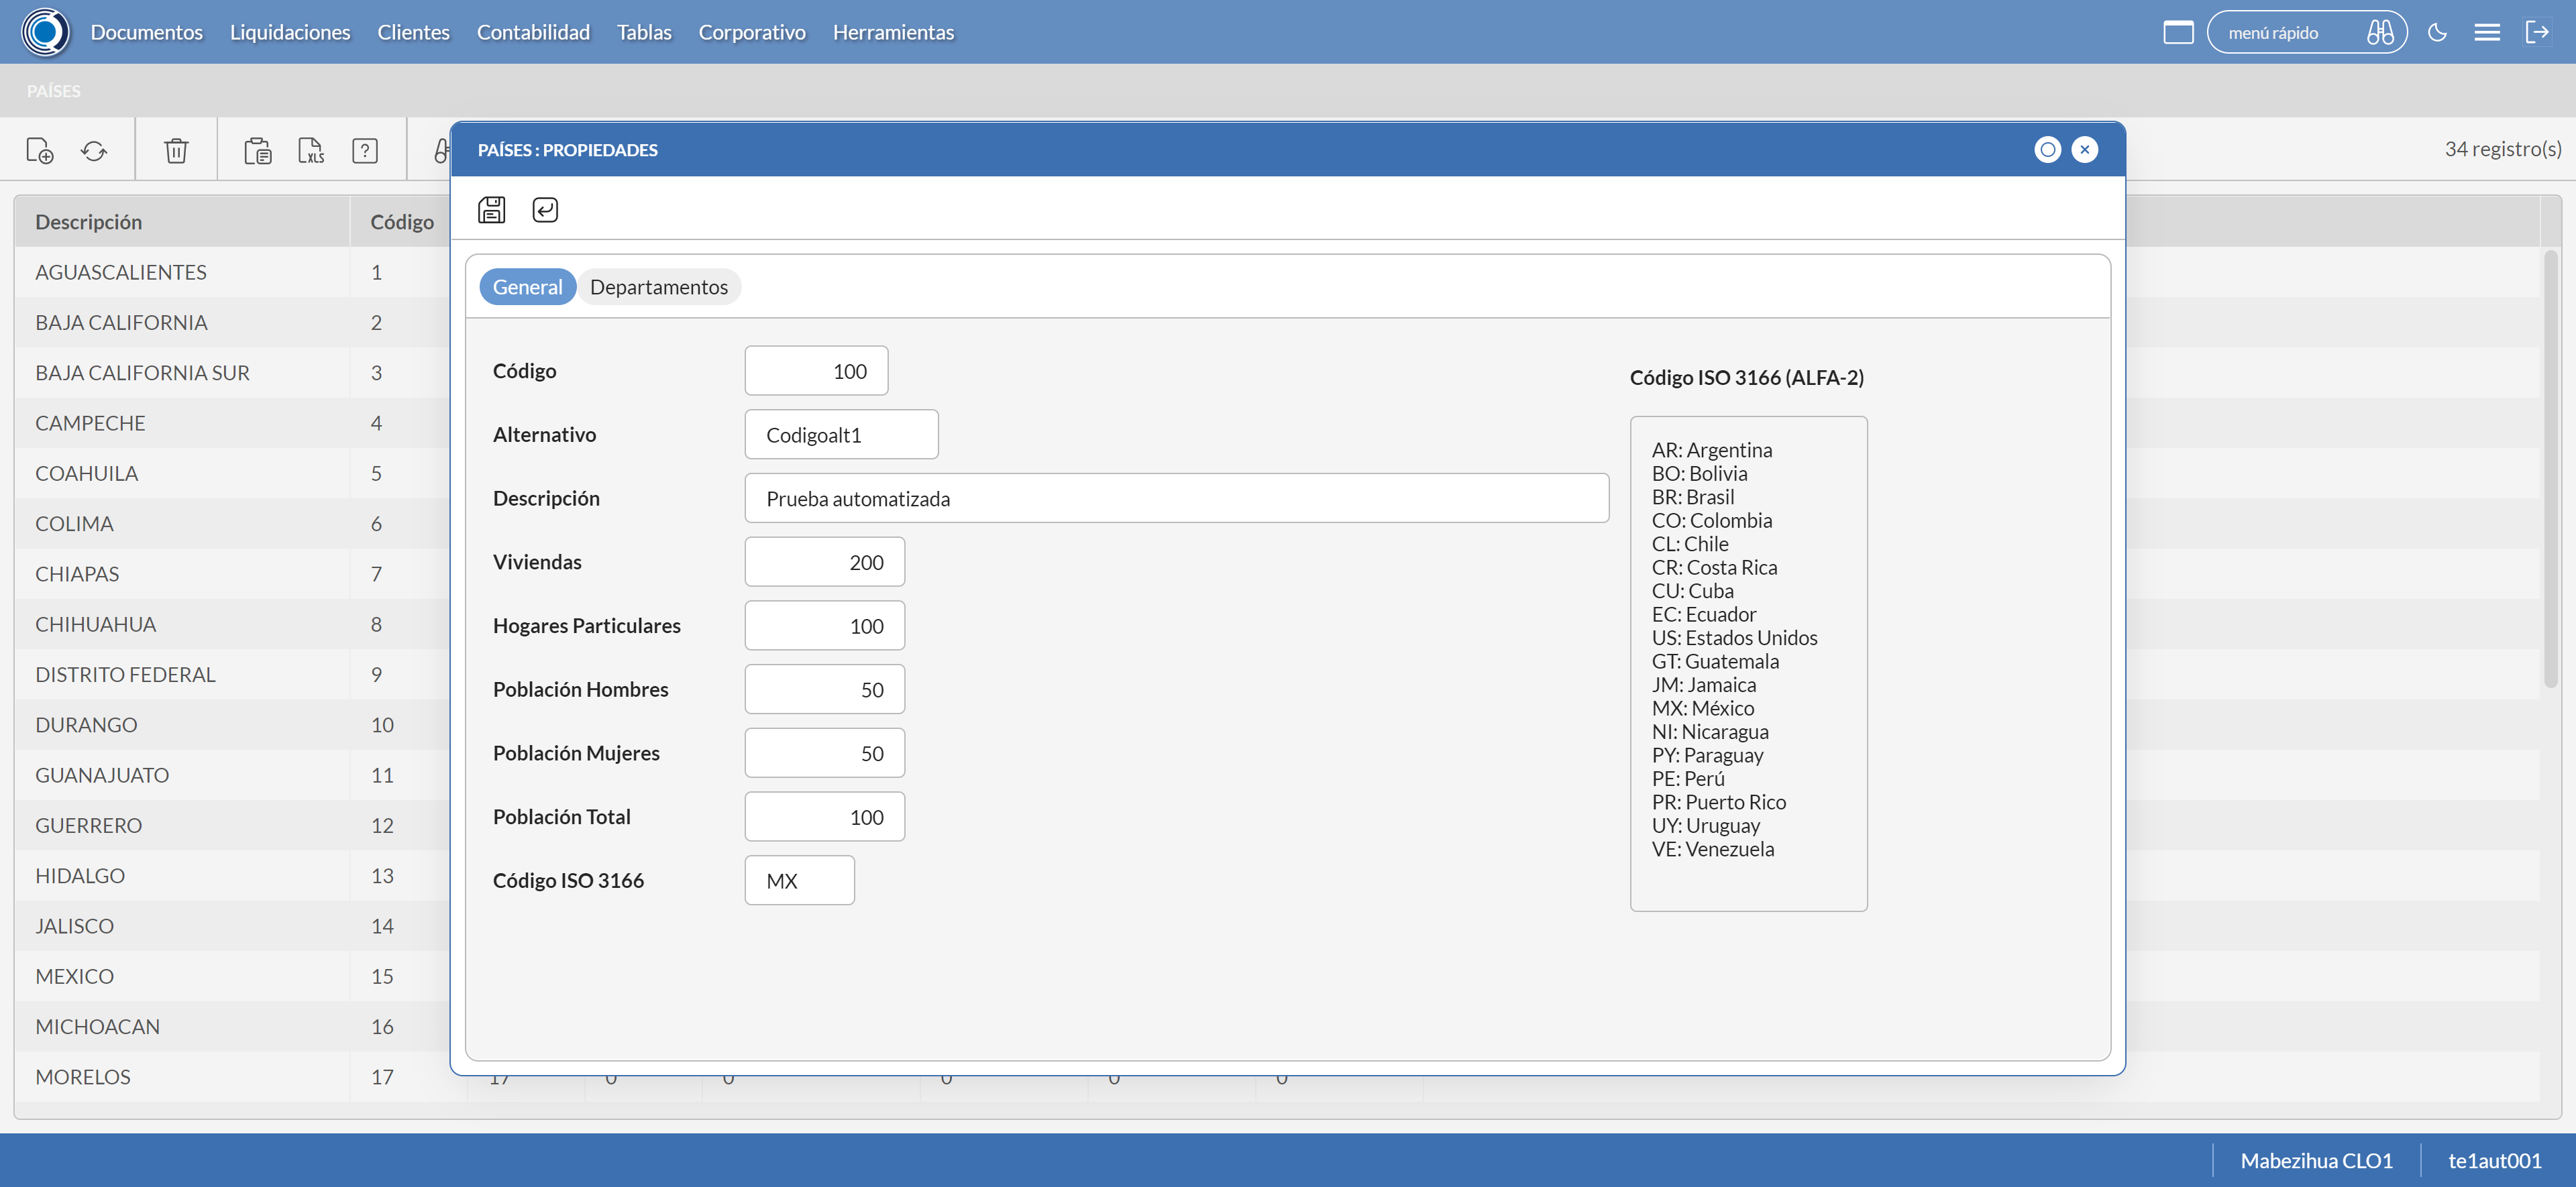 Documentos Liquidaciones Clientes Contabilidad Tablas Corporativo Herramientas menú rápido
PAÍSES
XLS ? 34 registro(s)
PAÍSES : PROPIEDADES
Descripción Código
AGUASCALIENTES 1
BAJA CALIFORNIA 2
BAJA CALIFORNIA SUR 3
CAMPECHE 4
COAHUILA 5
COLIMA 6
CHIAPAS 7
CHIHUAHUA 8
DISTRITO FEDERAL 9
DURANGO 10
GUANAJUATO 11
GUERRERO 12
HIDALGO 13
JALISCO 14
MEXICO 15
MICHOACAN 16
MORELOS 17 17 0 0 0 0 0
General Departamentos
Código 100
Alternativo Codigoalt1
Descripción Prueba automatizada
Viviendas 200
Hogares Particulares 100
Población Hombres 50
Población Mujeres 50
Población Total 100
Código ISO 3166 MX
Código ISO 3166 (ALFA-2)
AR: Argentina
BO: Bolivia
BR: Brasil
CO: Colombia
CL: Chile
CR: Costa Rica
CU: Cuba
EC: Ecuador
US: Estados Unidos
GT: Guatemala
JM: Jamaica
MX: México
NI: Nicaragua
PY: Paraguay
PE: Perú
PR: Puerto Rico
UY: Uruguay
VE: Venezuela
Mabezihua CLO1 te1aut001